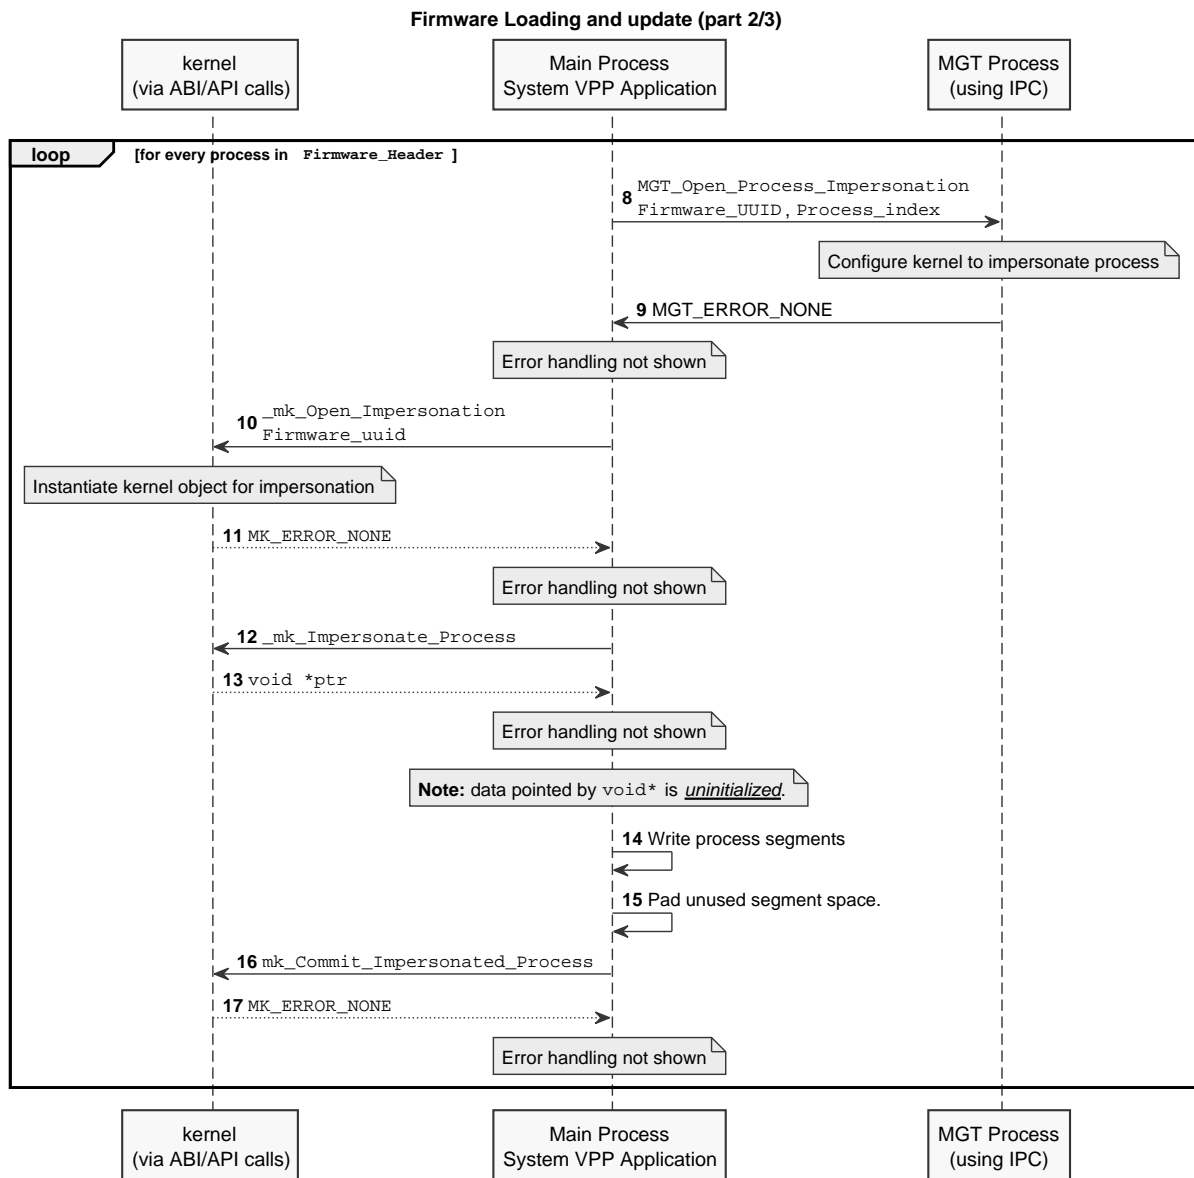 Firmware Loading and update (part 2/3)
kernel
(via ABI/API calls)
Main Process
System VPP Application
MGT Process
(using IPC)
loop [for every process in Firmware_Header ]
8 MGT_Open_Process_Impersonation
Firmware_UUID, Process_index
Configure kernel to impersonate process
9 MGT_ERROR_NONE
Error handling not shown
10 _mk_Open_Impersonation
Firmware_uuid
Instantiate kernel object for impersonation
11 MK_ERROR_NONE
Error handling not shown
12 _mk_Impersonate_Process
13 void *ptr
Error handling not shown
Note: data pointed by void* is uninitialized.
14 Write process segments
15 Pad unused segment space.
16 mk_Commit_Impersonated_Process
17 MK_ERROR_NONE
Error handling not shown
kernel
(via ABI/API calls)
Main Process
System VPP Application
MGT Process
(using IPC)